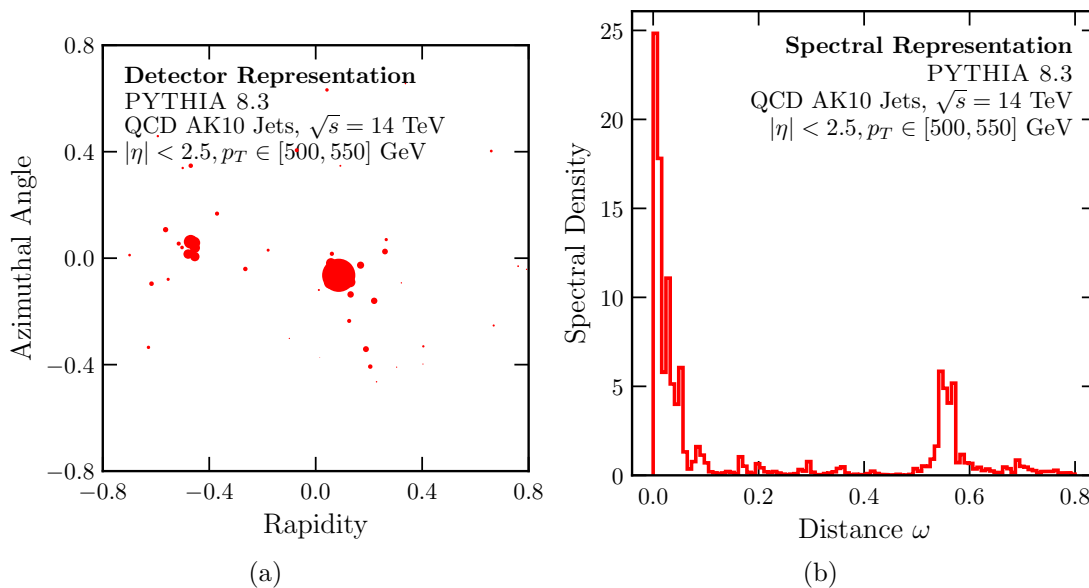 Detector Representation
PYTHIA 8.3
QCD AK10 Jets, √s = 14 TeV
|η| < 2.5, p_T ∈ [500, 550] GeV
0.8
0.4
0.0
−0.4
−0.8
Azimuthal Angle
−0.8 −0.4 0.0 0.4 0.8
Rapidity
(a)
Spectral Representation
PYTHIA 8.3
QCD AK10 Jets, √s = 14 TeV
|η| < 2.5, p_T ∈ [500, 550] GeV
25
20
15
10
5
0
Spectral Density
0.0 0.2 0.4 0.6 0.8
Distance ω
(b)